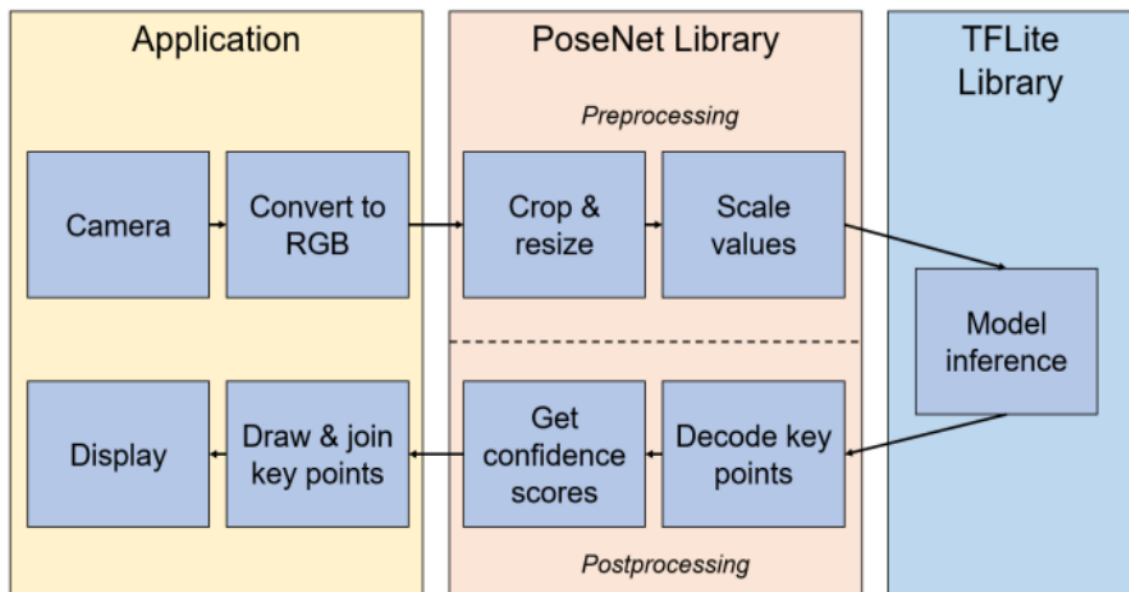 Application
PoseNet Library
TFLite
Library
Preprocessing
Camera
Convert to
RGB
Crop &
resize
Scale
values
Model
inference
Display
Draw & join
key points
Get
confidence
scores
Decode key
points
Postprocessing